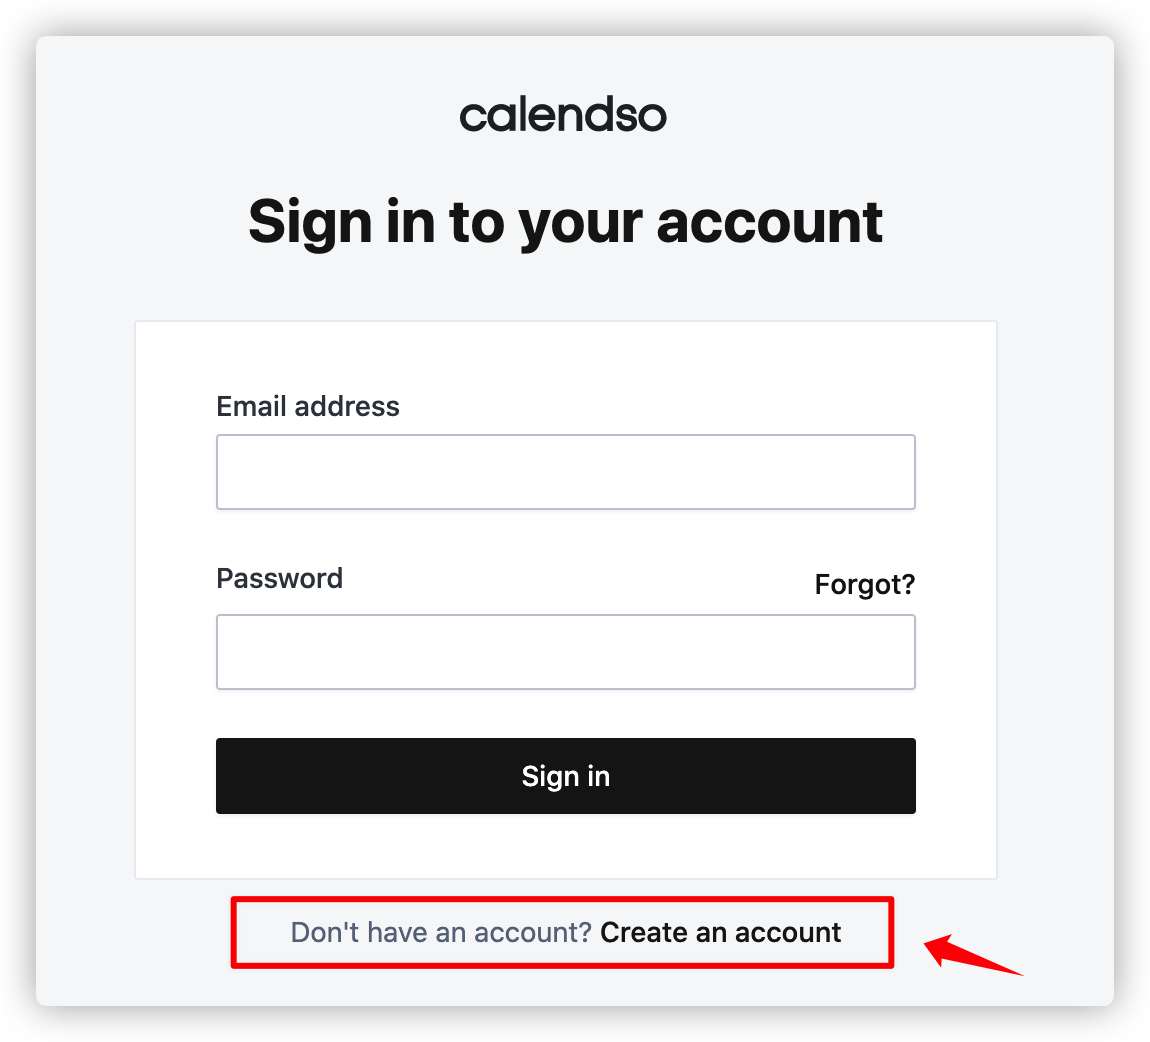 calendso
Sign in to your account
Email address
Password
Forgot?
Sign in
Don't have an account? Create an account